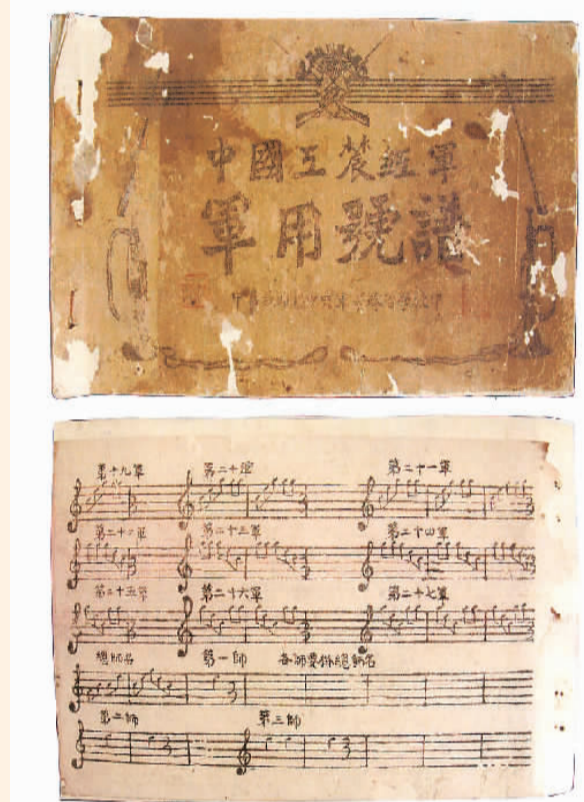 中國工農紅軍
軍用號譜
第十九軍 第二十軍 第二十一軍
第二十二軍 第二十三軍 第二十四軍
第二十五軍 第二十六軍 第二十七軍
總師名 第一師 各師要掛總師名
第二師 第三師